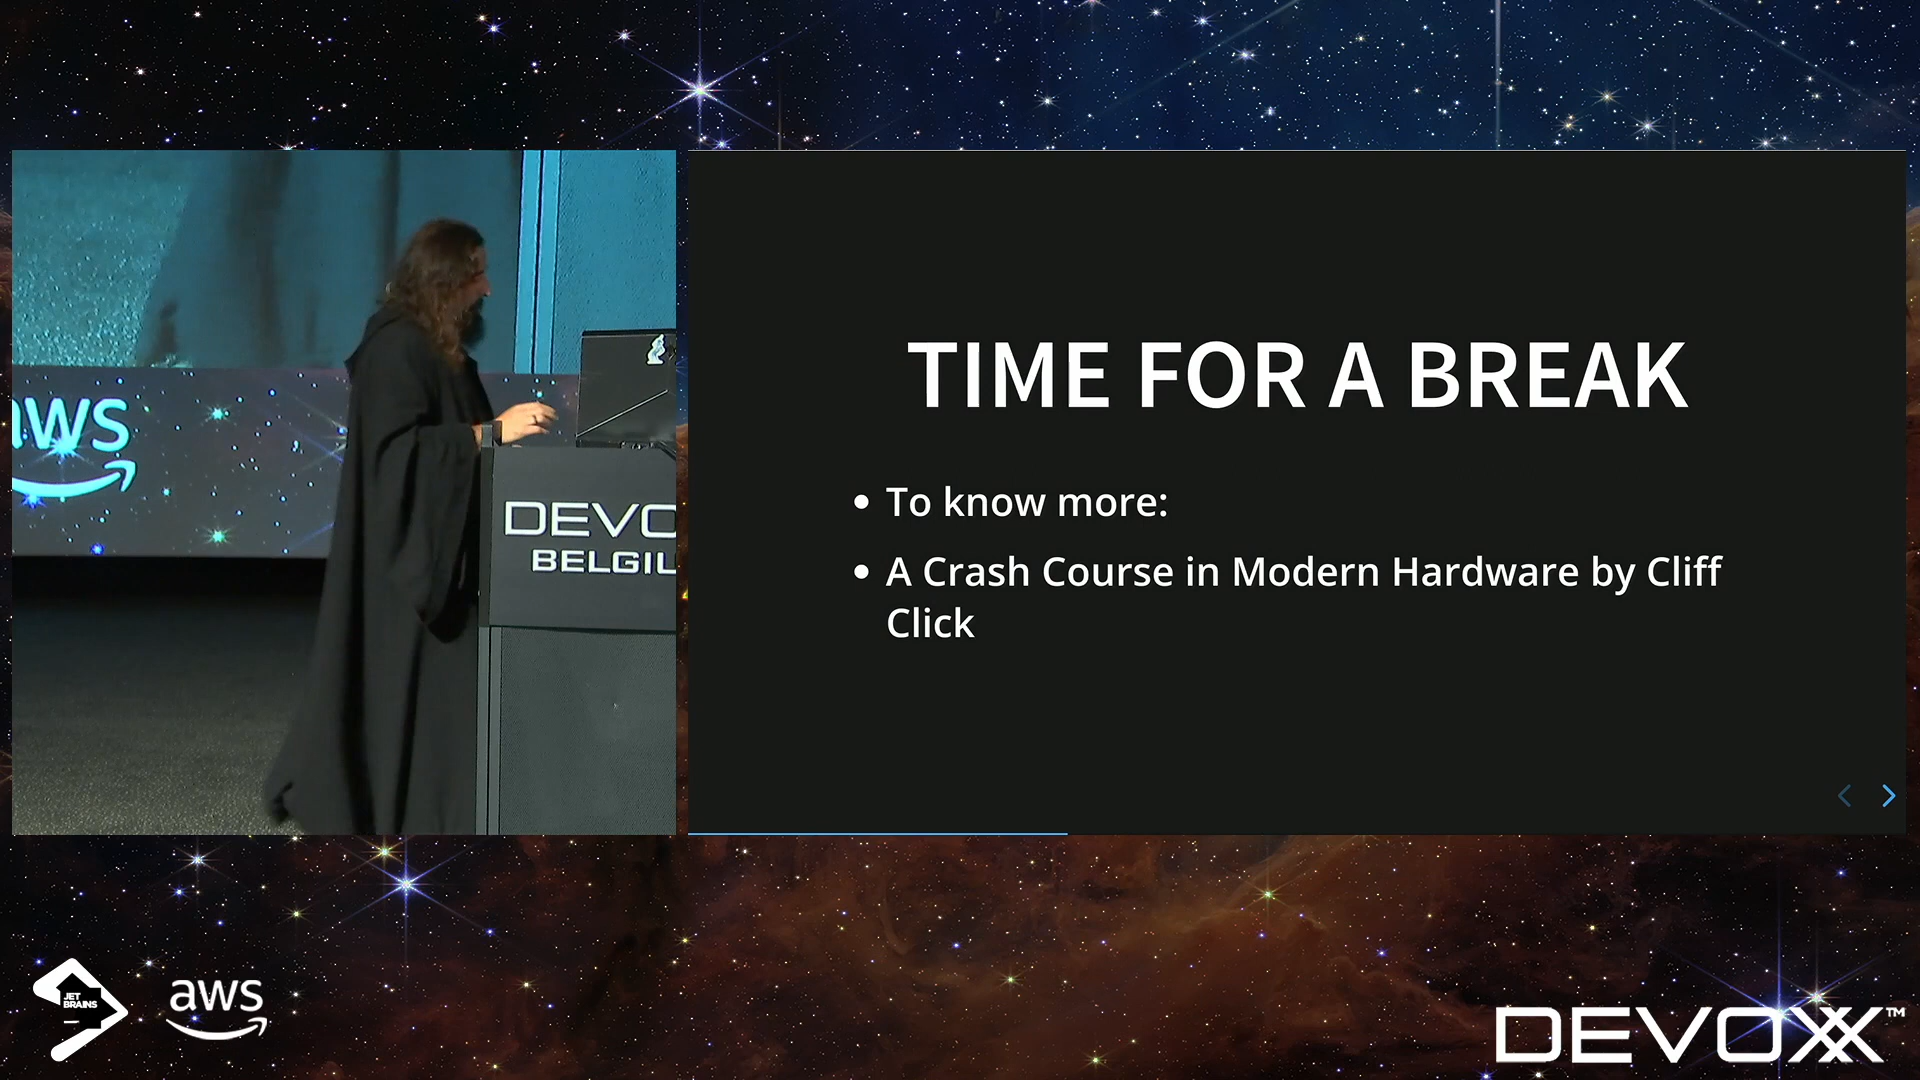 TIME FOR A BREAK
To know more:
A Crash Course in Modern Hardware by Cliff
Click
aws
DEVO
BELGIU
JET
BRAINS
aws
DEVOXX™